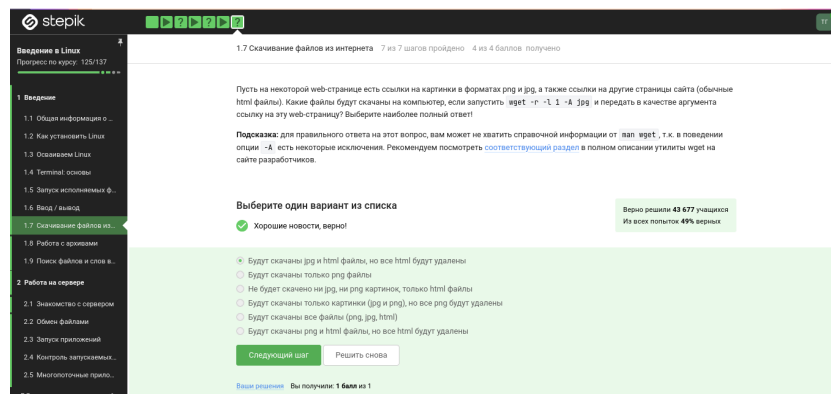 stepik
TF
Введение в Linux
Прогресс по курсу: 125/137
1 Введение
1.1 Общая информация о ...
1.2 Как установить Linux
1.3 Осваиваем Linux
1.4 Terminal: основы
1.5 Запуск исполняемых ф...
1.6 Ввод / вывод
1.7 Скачивание файлов из...
1.8 Работа с архивами
1.9 Поиск файлов и слов в...
2 Работа на сервере
2.1 Знакомство с сервером
2.2 Обмен файлами
2.3 Запуск приложений
2.4 Контроль запускаемых...
2.5 Многопоточные прило...
1.7 Скачивание файлов из интернета 7 из 7 шагов пройдено 4 из 4 баллов получено
Пусть на некоторой web-странице есть ссылки на картинки в форматах png и jpg, а также ссылки на другие страницы сайта (обычные
html файлы). Какие файлы будут скачаны на компьютер, если запустить wget -r -l 1 -A jpg и передать в качестве аргумента
ссылку на эту web-страницу? Выберите наиболее полный ответ!
Подсказка: для правильного ответа на этот вопрос, вам может не хватить справочной информации от man wget, т.к. в поведении
опции -A есть некоторые исключения. Рекомендуем посмотреть соответствующий раздел в полном описании утилиты wget на
сайте разработчиков.
Выберите один вариант из списка
Хорошие новости, верно!
Верно решили 43 677 учащихся
Из всех попыток 49% верных
Будут скачаны jpg и html файлы, но все html будут удалены
Будут скачаны только png файлы
Не будет скачено ни jpg, ни png картинок, только html файлы
Будут скачаны только картинки (jpg и png), но все png будут удалены
Будут скачаны все файлы (png, jpg, html)
Будут скачаны png и html файлы, но все html будут удалены
Следующий шаг
Решить снова
Ваши решения Вы получили: 1 балл из 1